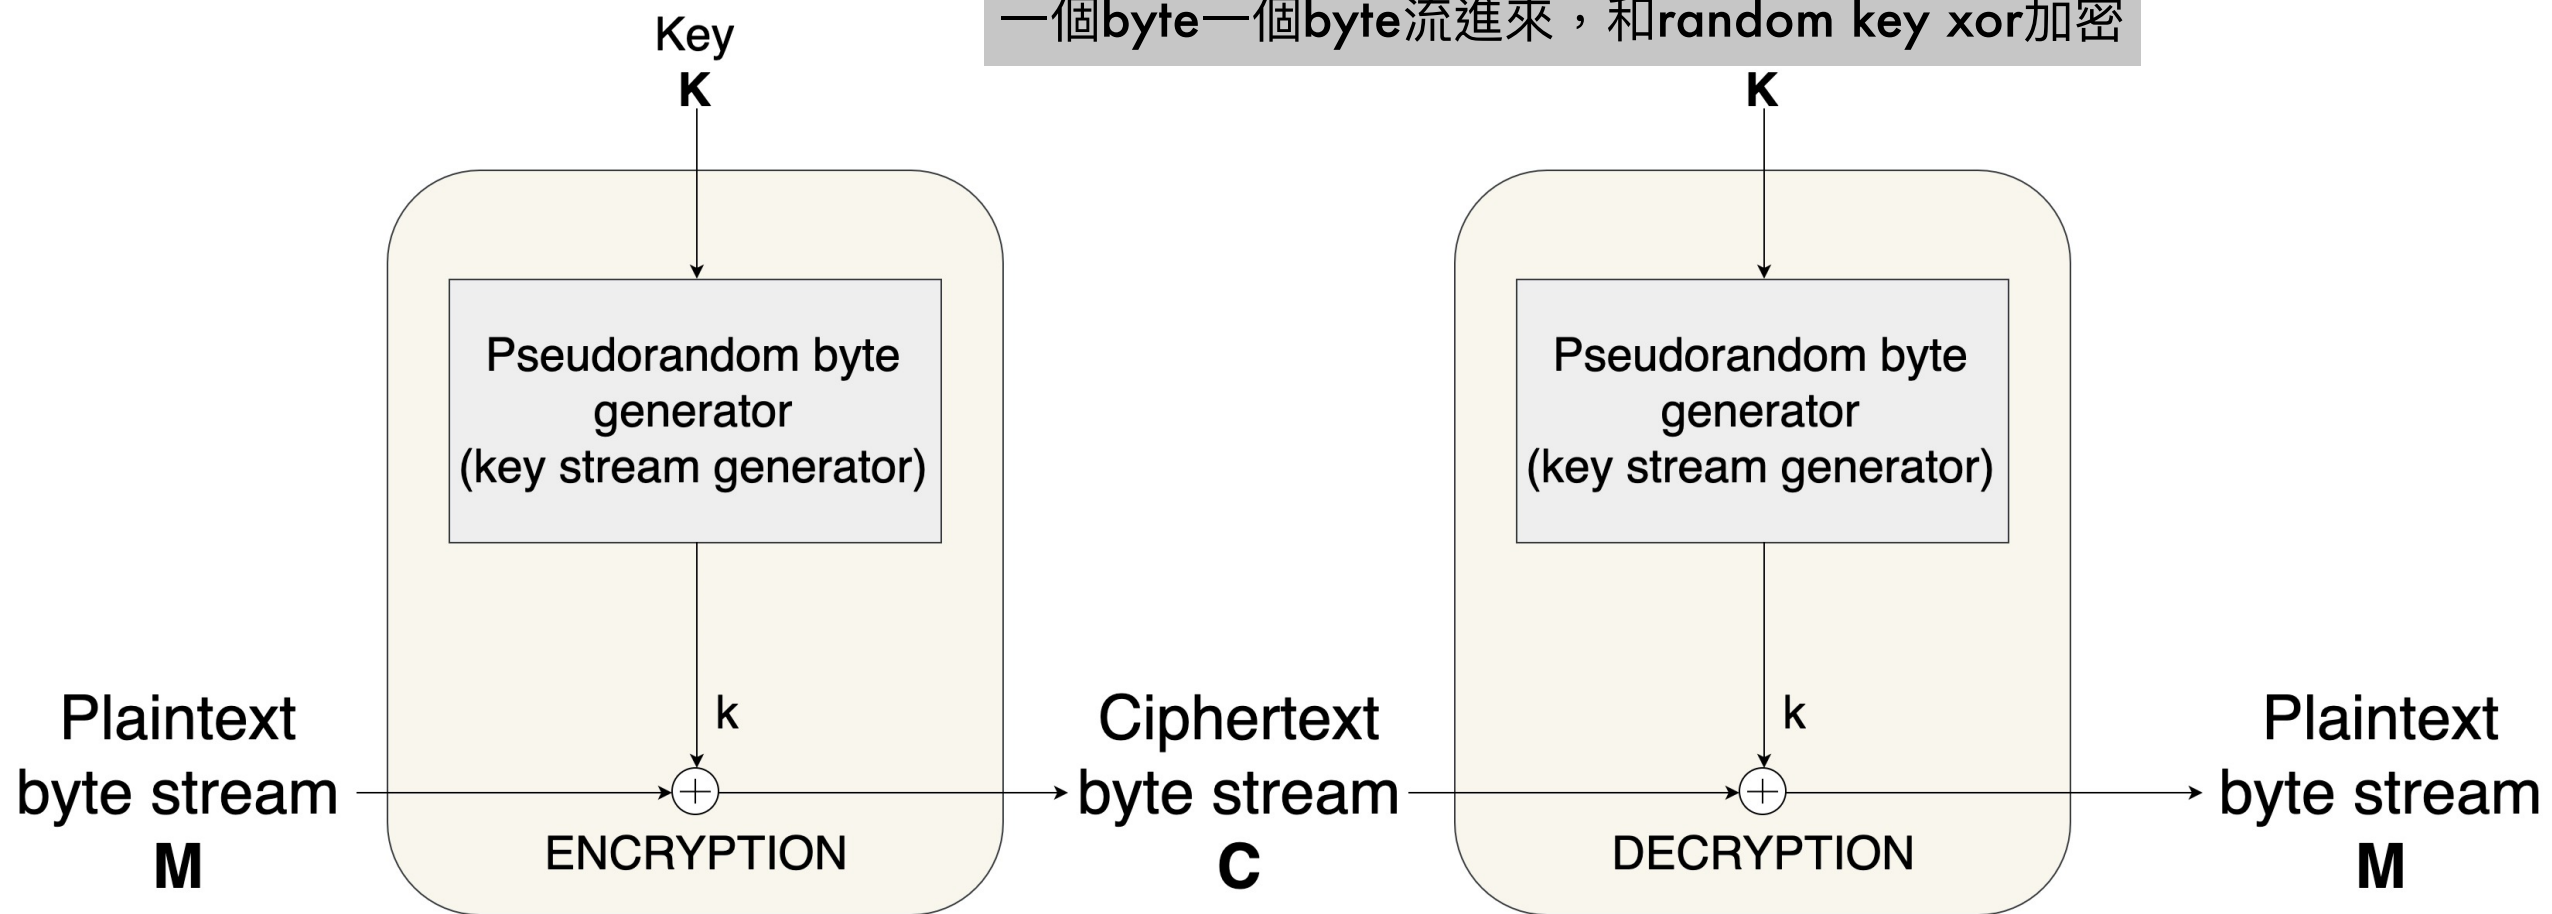 一個byte一個byte流進來，和random key xor加密
Key
K
K
Pseudorandom byte
generator
(key stream generator)
Pseudorandom byte
generator
(key stream generator)
k
k
Plaintext
byte stream
M
Ciphertext
byte stream
C
Plaintext
byte stream
M
ENCRYPTION
DECRYPTION